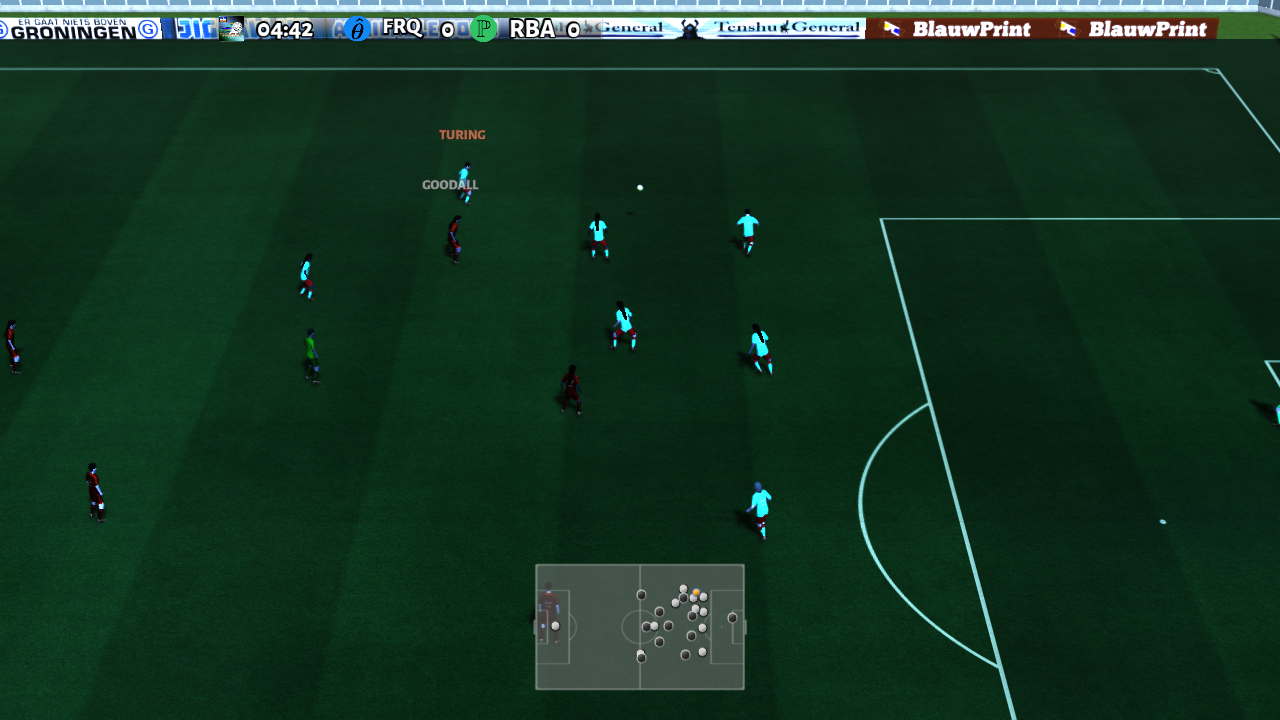 ER GAAT NIETS BOVEN
GRONINGEN G
04:42 FRQ 0 RBA 0
General Tenshu General
BlauwPrint BlauwPrint
TURING
GOODALL